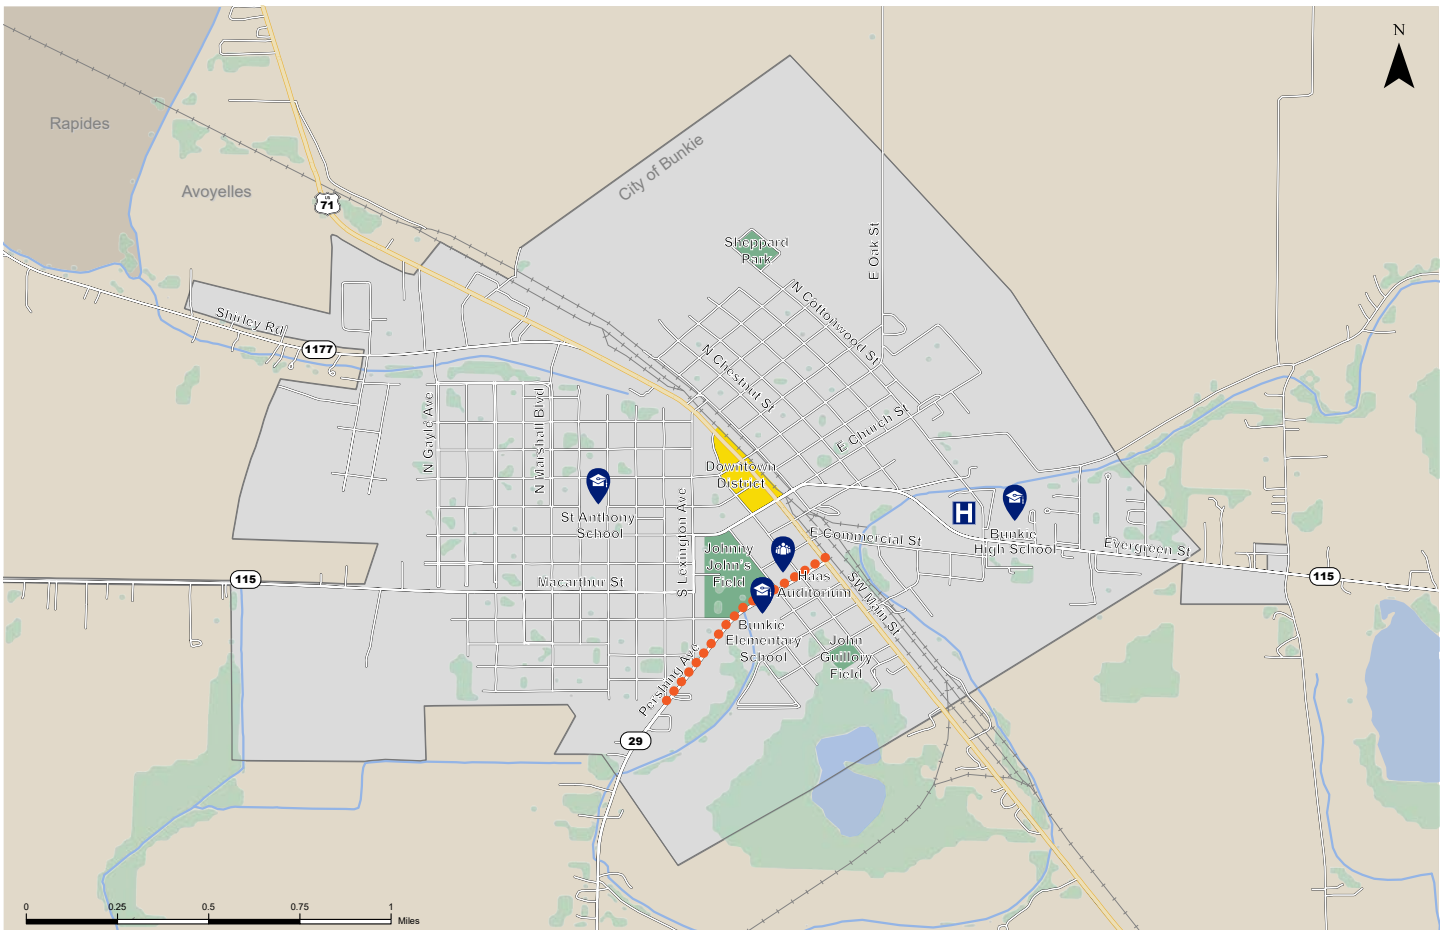 N
Rapides
City of Bunkie
Avoyelles
US
71
Sheppard
Park
E Oak St
N Cottonwood St
Shirley Rd
1177
N Chestnut St
N Gayle Ave
N Marshall Blvd
E Church St
Downtown
District
St Anthony
School
S Lexington Ave
H
Bunkie
High School
E Commercial St
Evergreen St
Johnny
John's
Field
115
Macarthur St
115
Haas
Auditorium
SW Main St
Bunkie
Elementary
School
John
Guillory
Field
Pershing Ave
29
0 0.25 0.5 0.75 1
Miles